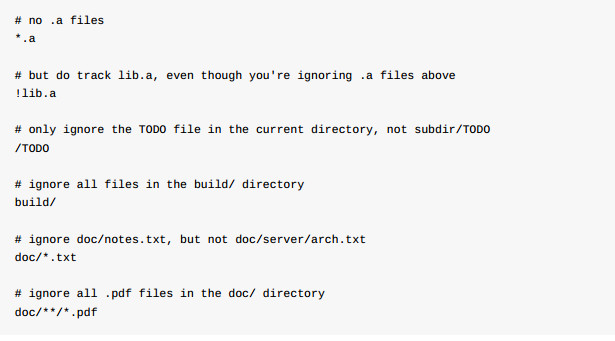 # no .a files
*.a
# but do track lib.a, even though you're ignoring .a files above
!lib.a
# only ignore the TODO file in the current directory, not subdir/TODO
/TODO
# ignore all files in the build/ directory
build/
# ignore doc/notes.txt, but not doc/server/arch.txt
doc/*.txt
# ignore all .pdf files in the doc/ directory
doc/**/*.pdf